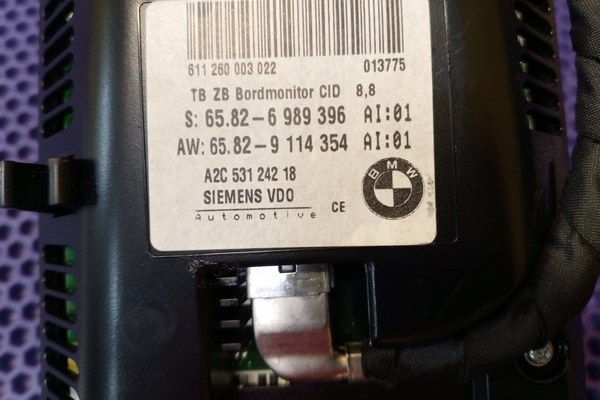 611 260 003 022 013775
TB ZB Bordmonitor CID 8,8
S: 65.82-6 989 396 AI:01
AW: 65.82-9 114 354 AI:01
A2C 531 242 18
SIEMENS VDO
Automotive CE
BMW